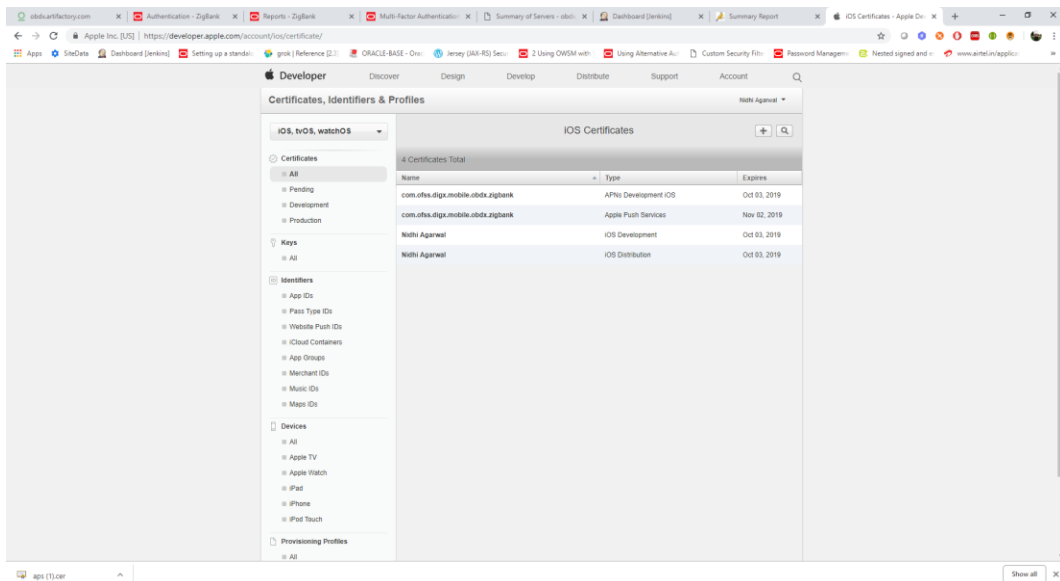 obdx.artifactory.com
Authentication - ZigBank
Reports - ZigBank
Multi-Factor Authentication
Summary of Servers - obdx
Dashboard [Jenkins]
Summary Report
iOS Certificates - Apple Dev
Apple Inc. [US] | https://developer.apple.com/account/ios/certificate/
Apps
SiteData
Dashboard [Jenkins]
Setting up a standalo
grok | Reference [2.3]
ORACLE-BASE - Orac
Jersey (JAX-RS) Secur
2 Using OWSM with
Using Alternative Aut
Custom Security Filte
Password Manageme
Nested signed and e
www.airtel.in/applica
Developer
Discover
Design
Develop
Distribute
Support
Account
Certificates, Identifiers & Profiles
Nidhi Agarwal
iOS, tvOS, watchOS
iOS Certificates
Certificates
All
Pending
Development
Production
Keys
All
Identifiers
App IDs
Pass Type IDs
Website Push IDs
iCloud Containers
App Groups
Merchant IDs
Music IDs
Maps IDs
Devices
All
Apple TV
Apple Watch
iPad
iPhone
iPod Touch
Provisioning Profiles
All
4 Certificates Total
Name Type Expires
com.ofss.digx.mobile.obdx.zigbank APNs Development iOS Oct 03, 2019
com.ofss.digx.mobile.obdx.zigbank Apple Push Services Nov 02, 2019
Nidhi Agarwal iOS Development Oct 03, 2019
Nidhi Agarwal iOS Distribution Oct 03, 2019
aps (1).cer
Show all